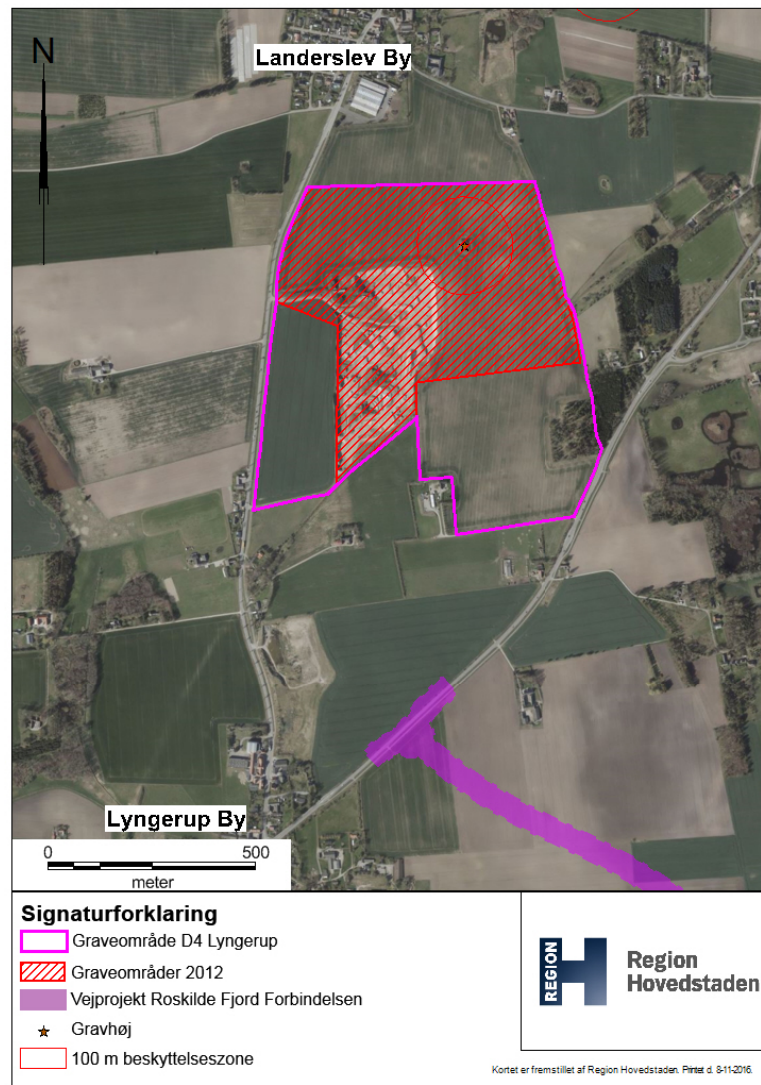 N
Landerslev By
Lyngerup By
0 500
meter
Signaturforklaring
Graveområde D4 Lyngerup
Graveområder 2012
Vejprojekt Roskilde Fjord Forbindelsen
Gravhøj
100 m beskyttelseszone
REGION
H
Region
Hovedstaden
Kortet er fremstillet af Region Hovedstaden. Printet d. 8-11-2016.